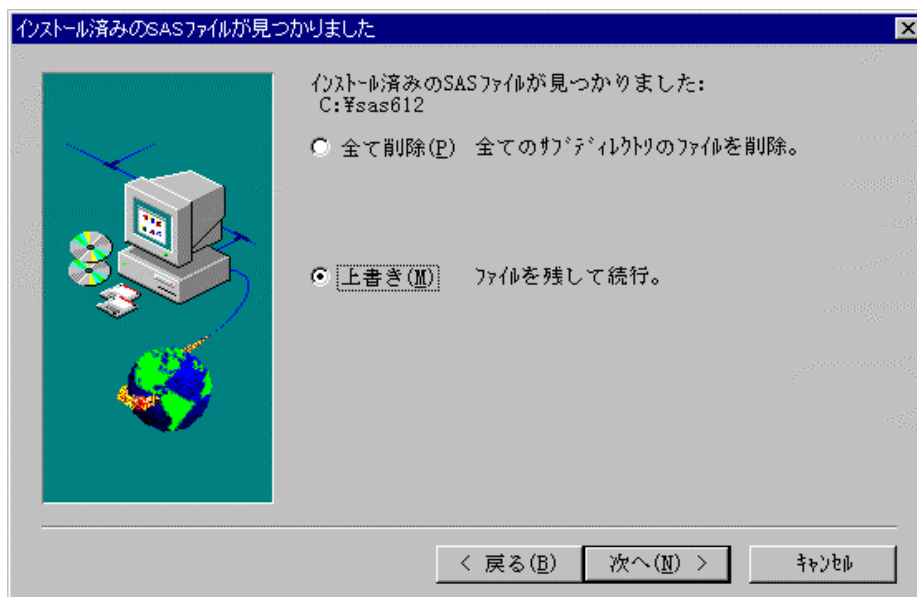 インストール済みのSASファイルが見つかりました
インストール済みのSASファイルが見つかりました:
C:¥sas612
全て削除(P) 全てのサブディレクトリのファイルを削除。
上書き(M) ファイルを残して続行。
< 戻る(B) 次へ(N) > キャンセル